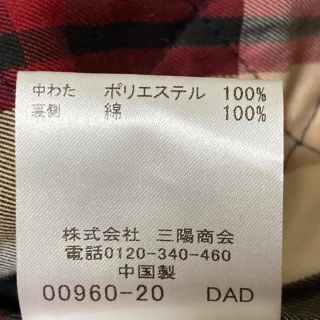 中わた ポリエステル 100%
裏側 綿 100%
株式会社 三陽商会
電話0120-340-460
中国製
00960-20 DAD